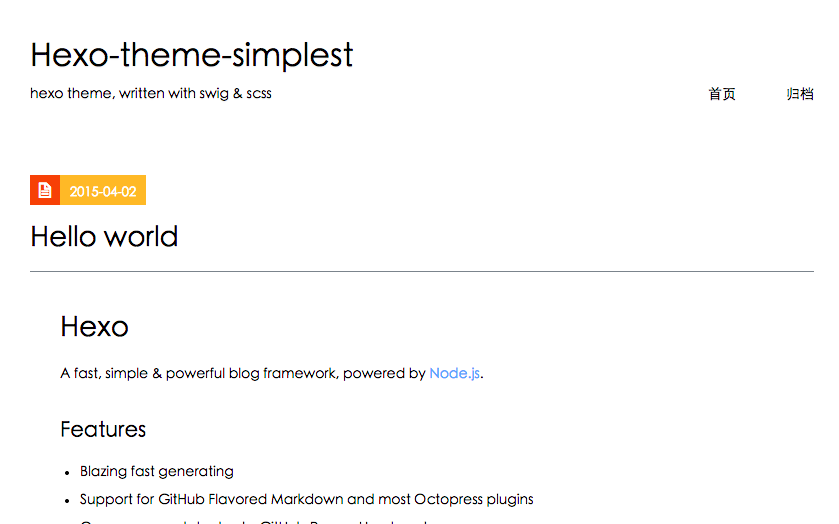 Hexo-theme-simplest
hexo theme, written with swig & scss
首页 归档
2015-04-02
Hello world
Hexo
A fast, simple & powerful blog framework, powered by Node.js.
Features
• Blazing fast generating
• Support for GitHub Flavored Markdown and most Octopress plugins